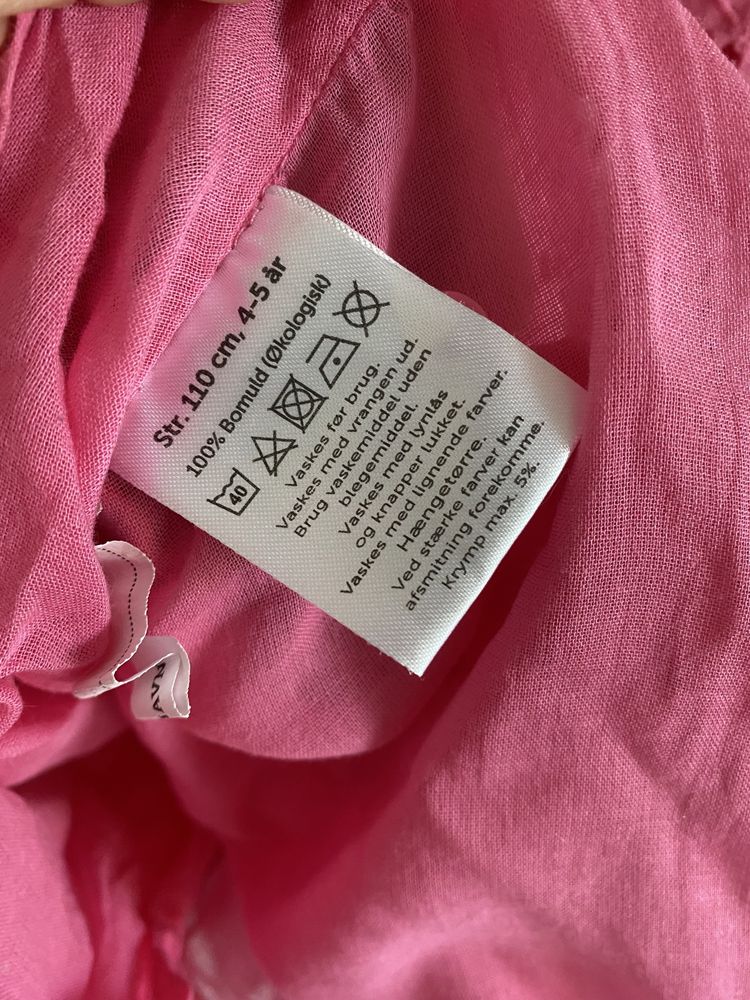 Str. 110 cm, 4-5 år
100% Bomuld (Økologisk)
40
Vaskes før brug.
Vaskes med vrangen ud.
Brug vaskemiddel uden
blegemiddel.
Vaskes med lynlås
og knapper lukket.
Vaskes med lignende farver.
Hængetørre.
Ved stærke farver kan
afsmitning forekomme.
Krymp max. 5%.